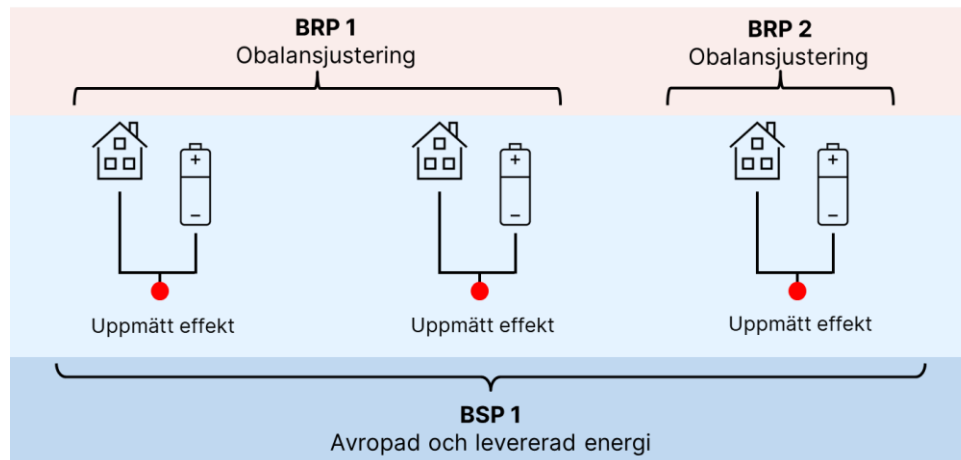 BRP 1
Obalansjustering
BRP 2
Obalansjustering
+
−
+
−
+
−
Uppmätt effekt
Uppmätt effekt
Uppmätt effekt
BSP 1
Avropad och levererad energi